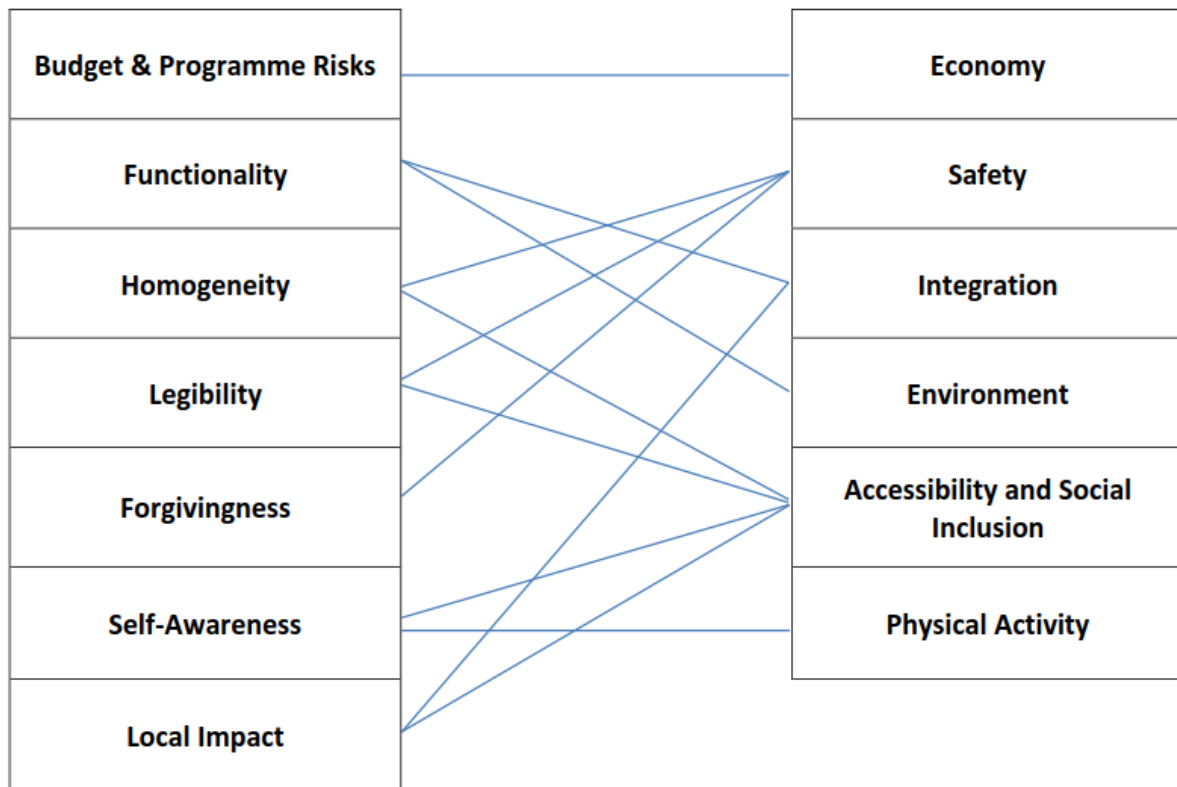 Budget & Programme Risks
Economy
Functionality
Safety
Homogeneity
Integration
Legibility
Environment
Forgivingness
Accessibility and Social
Inclusion
Self-Awareness
Physical Activity
Local Impact